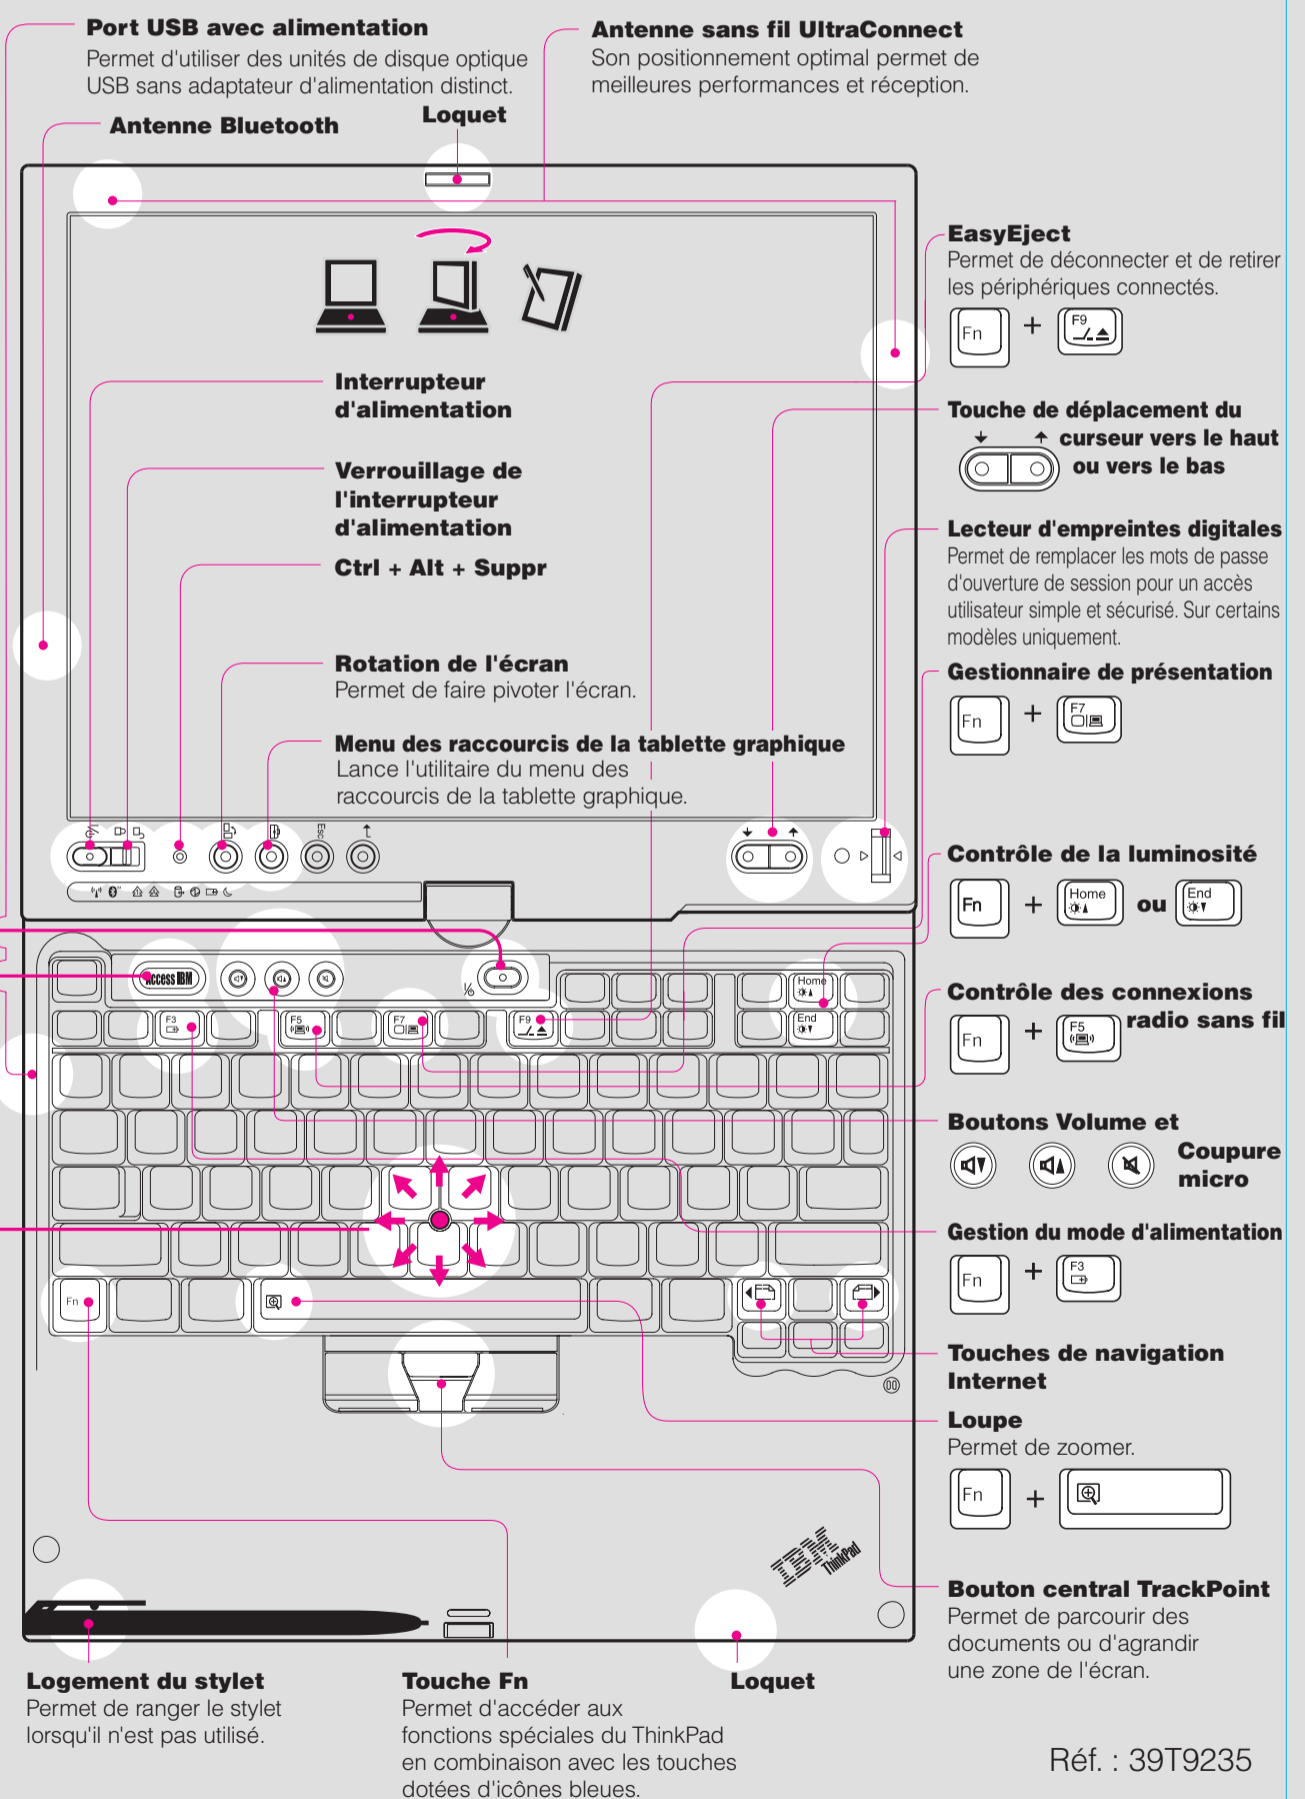 Port USB avec alimentation
Permet d'utiliser des unités de disque optique
USB sans adaptateur d'alimentation distinct.
Antenne sans fil UltraConnect
Son positionnement optimal permet de
meilleures performances et réception.
Antenne Bluetooth
Loquet
EasyEject
Permet de déconnecter et de retirer
les périphériques connectés.
Fn + F9
Interrupteur
d'alimentation
Touche de déplacement du
curseur vers le haut
ou vers le bas
Verrouillage de
l'interrupteur
d'alimentation
Ctrl + Alt + Suppr
Lecteur d'empreintes digitales
Permet de remplacer les mots de passe
d'ouverture de session pour un accès
utilisateur simple et sécurisé. Sur certains
modèles uniquement.
Rotation de l'écran
Permet de faire pivoter l'écran.
Gestionnaire de présentation
Fn + F7
Menu des raccourcis de la tablette graphique
Lance l'utilitaire du menu des
raccourcis de la tablette graphique.
Esc
Contrôle de la luminosité
Fn + Home ou End
Access IBM
Home
End
F3
F5
F7
F9
Contrôle des connexions
radio sans fil
Fn + F5
Boutons Volume et
Coupure
micro
Gestion du mode d'alimentation
Fn + F3
Fn
Touches de navigation
Internet
Loupe
Permet de zoomer.
Fn +
IBM
ThinkPad
Bouton central TrackPoint
Permet de parcourir des
documents ou d'agrandir
une zone de l'écran.
Logement du stylet
Permet de ranger le stylet
lorsqu'il n'est pas utilisé.
Touche Fn
Permet d'accéder aux
fonctions spéciales du ThinkPad
en combinaison avec les touches
dotées d'icônes bleues.
Loquet
Réf. : 39T9235